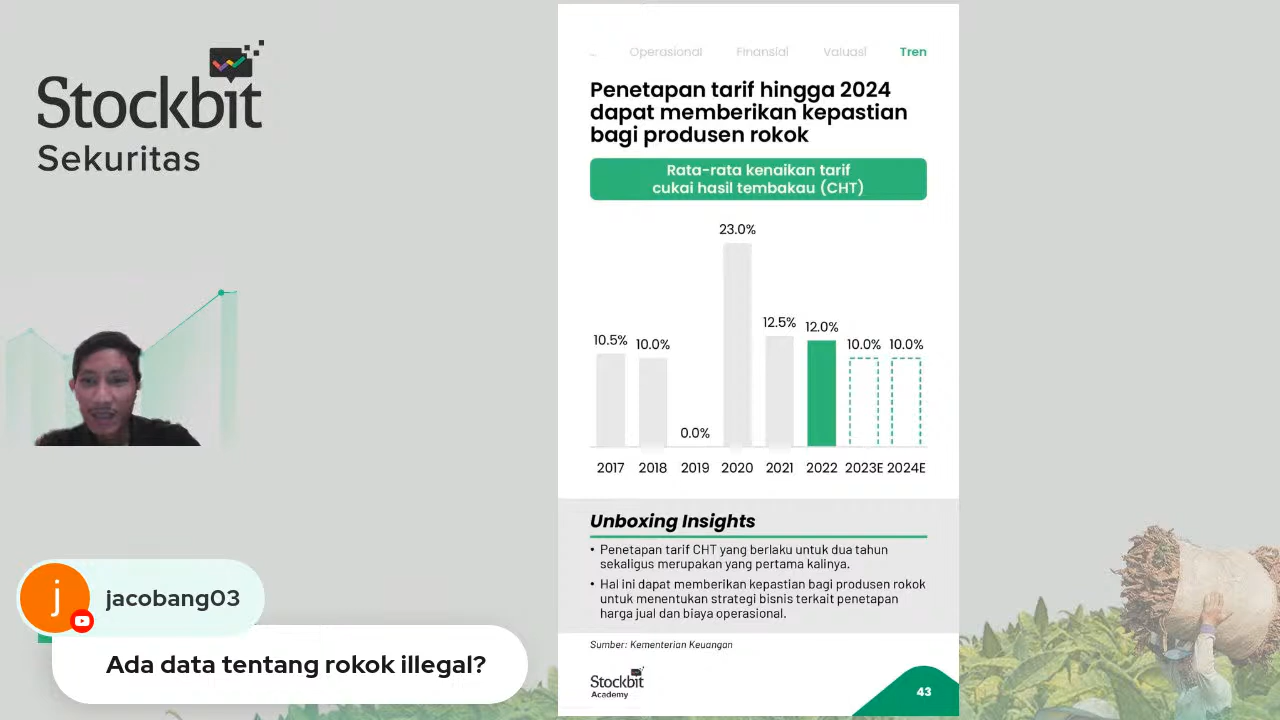 Stockbit
Sekuritas
... Operasional Finansial Valuasi Tren
Penetapan tarif hingga 2024
dapat memberikan kepastian
bagi produsen rokok
Rata-rata kenaikan tarif
cukai hasil tembakau (CHT)
23.0%
12.5% 12.0%
10.5% 10.0% 10.0% 10.0%
0.0%
2017 2018 2019 2020 2021 2022 2023E 2024E
Unboxing Insights
• Penetapan tarif CHT yang berlaku untuk dua tahun
sekaligus merupakan yang pertama kalinya.
• Hal ini dapat memberikan kepastian bagi produsen rokok
untuk menentukan strategi bisnis terkait penetapan
harga jual dan biaya operasional.
Sumber: Kementerian Keuangan
Stockbit
Academy
43
j
jacobang03
Ada data tentang rokok illegal?